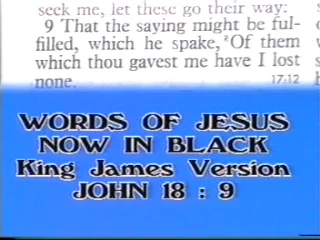 seek me, let these go their way:
9 That the saying might be ful-
filled, which he spake, "Of them
which thou gavest me have I lost
none. 17:12
WORDS OF JESUS
NOW IN BLACK
King James Version
JOHN 18 : 9